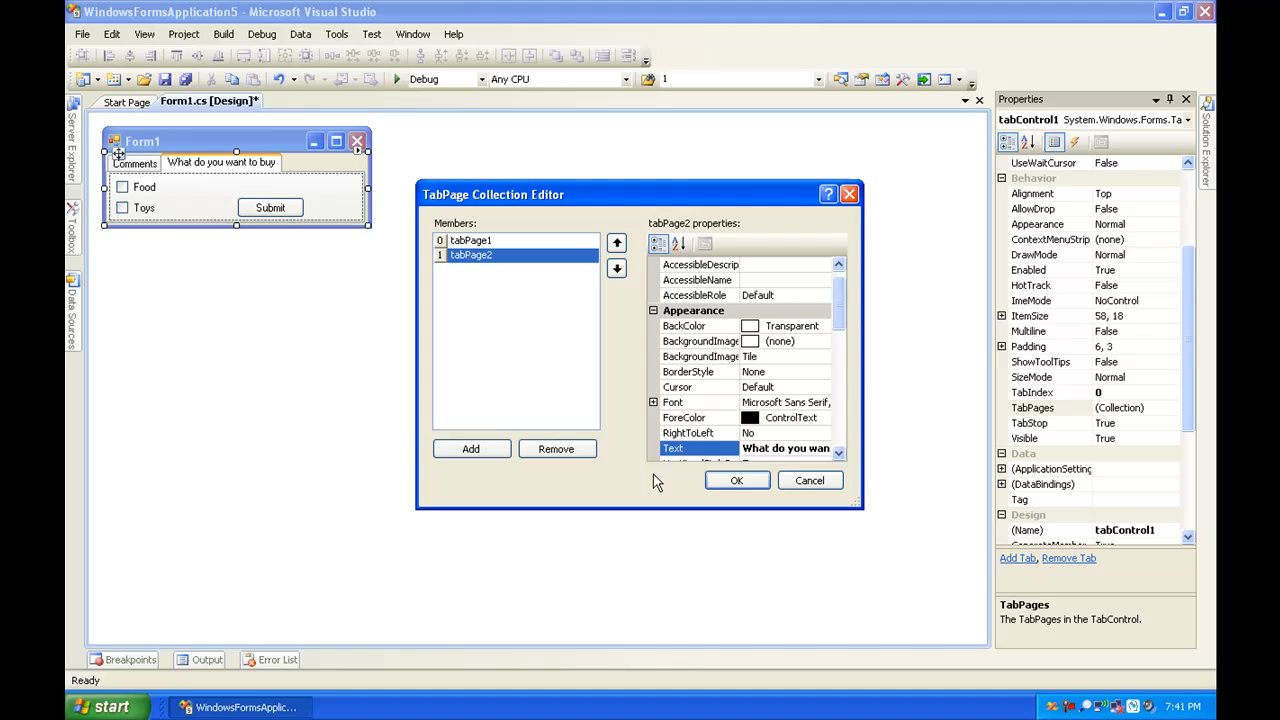 WindowsFormsApplication5 - Microsoft Visual Studio
File Edit View Project Build Debug Data Tools Test Window Help
Debug Any CPU 1
Start Page Form1.cs [Design]*
Server Explorer
Toolbox
Data Sources
Form1
Comments What do you want to buy
Food
Toys Submit
TabPage Collection Editor
Members:
0 tabPage1
1 tabPage2
Add Remove
tabPage2 properties:
AccessibleDescrip
AccessibleName
AccessibleRole Default
Appearance
BackColor Transparent
BackgroundImage (none)
BackgroundImage Tile
BorderStyle None
Cursor Default
Font Microsoft Sans Serif,
ForeColor ControlText
RightToLeft No
Text What do you wan
OK Cancel
Properties
tabControl1 System.Windows.Forms.Ta
UseWaitCursor False
Behavior
Alignment Top
AllowDrop False
Appearance Normal
ContextMenuStrip (none)
DrawMode Normal
Enabled True
HotTrack False
ImeMode NoControl
ItemSize 58, 18
Multiline False
Padding 6, 3
ShowToolTips False
SizeMode Normal
TabIndex 0
TabPages (Collection)
TabStop True
Visible True
Data
(ApplicationSetting
(DataBindings)
Tag
Design
(Name) tabControl1
Add Tab, Remove Tab
TabPages
The TabPages in the TabControl.
Solution Explorer
Breakpoints Output Error List
Ready
start WindowsFormsApplic... 7:41 PM